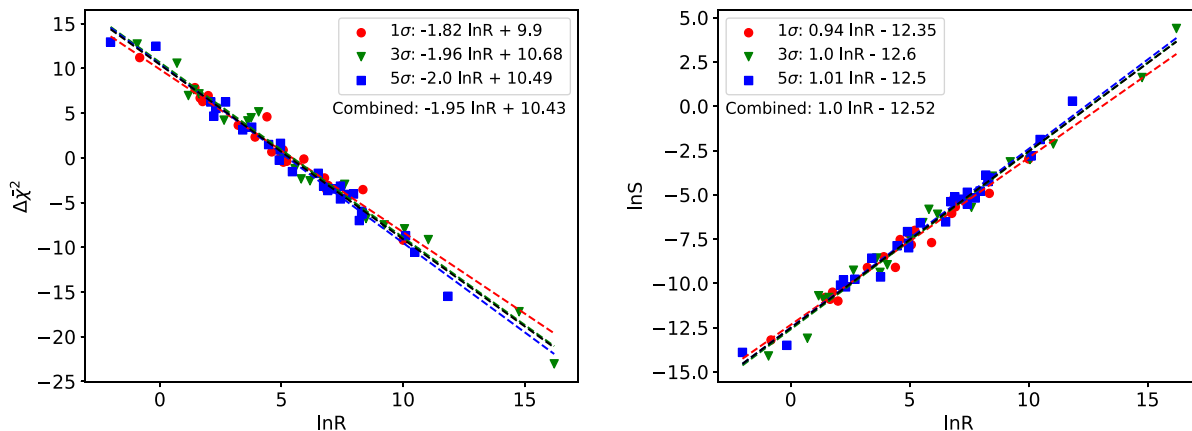 1σ: -1.82 lnR + 9.9
3σ: -1.96 lnR + 10.68
5σ: -2.0 lnR + 10.49
Combined: -1.95 lnR + 10.43
15
10
5
0
−5
−10
−15
−20
−25
Δχ̄²
0
5
10
15
lnR
1σ: 0.94 lnR - 12.35
3σ: 1.0 lnR - 12.6
5σ: 1.01 lnR - 12.5
Combined: 1.0 lnR - 12.52
5.0
2.5
0.0
−2.5
−5.0
−7.5
−10.0
−12.5
−15.0
lnS
0
5
10
15
lnR